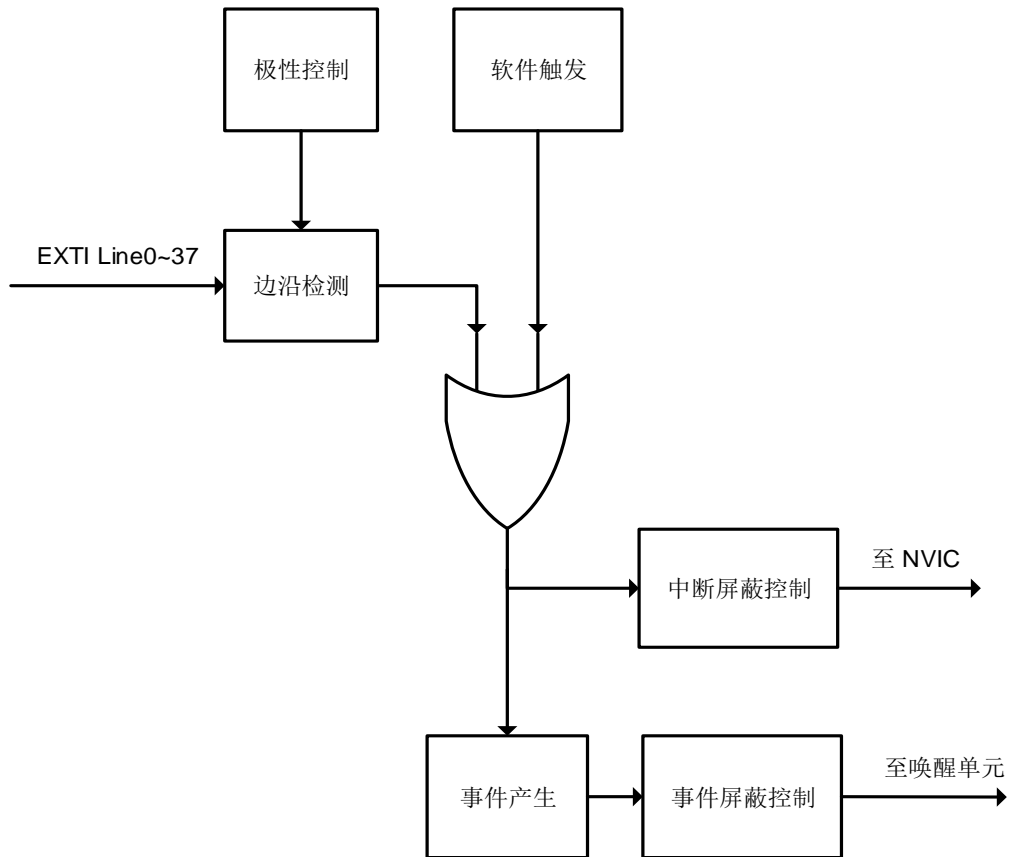 极性控制
软件触发
EXTI Line0~37
边沿检测
至 NVIC
中断屏蔽控制
至唤醒单元
事件产生
事件屏蔽控制